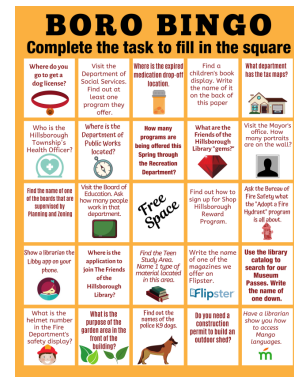 BORO BINGO
Complete the task to fill in the square
Where do you
go to get a
dog license?
Visit the
Department of
Social Services.
Find out at
least one
program they
offer.
Where is the expired
medication drop-off
location.
Find a
children's book
display. Write
the name of it
on the back of
this paper
What department
has the tax maps?
Who is the
Hillsborough
Township's
Health Officer?
Where is the
Department of
Public Works
located?
How many
programs are
being offered this
Spring through
the Recreation
Department?
What are the
Friends of the
Hillsborough
Library "gems?"
Visit the Mayor's
office. How many
portraits are
on the wall?
Find the name of one
of the boards that are
supervised by
Planning and Zoning
Visit the Board of
Education. Ask
how many people
work in that
department.
Free
Space
Find out how to
sign up for Shop
Hillsborough
Reward
Program.
Ask the Bureau of
Fire Safety what
the "Adopt a Fire
Hydrant" program
is all about.
Show a librarian the
Libby app on your
phone.
Where is the
application to
join The Friends
of the
Hillsborough
Library?
Find the Teen
Study Area.
Name 1 type of
material located
in this area.
Write the name
of one of the
magazines we
offer on
Flipster.
Flipster
Use the library
catalog to
search for our
Museum
Passes. Write
the name of
one down.
What is the
helmet number
in the Fire
Department's
safety display?
What is the
purpose of the
garden area in the
front of the
building?
Find out the
names of the
police K9 dogs.
Do you need a
construction
permit to build an
outdoor shed?
Have a librarian
show you how
to access
Mango
languages.